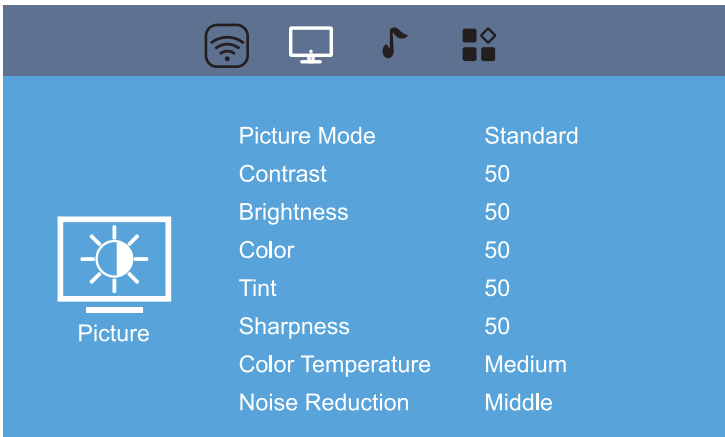 Picture Mode Standard
Contrast 50
Brightness 50
Color 50
Tint 50
Sharpness 50
Color Temperature Medium
Noise Reduction Middle
Picture